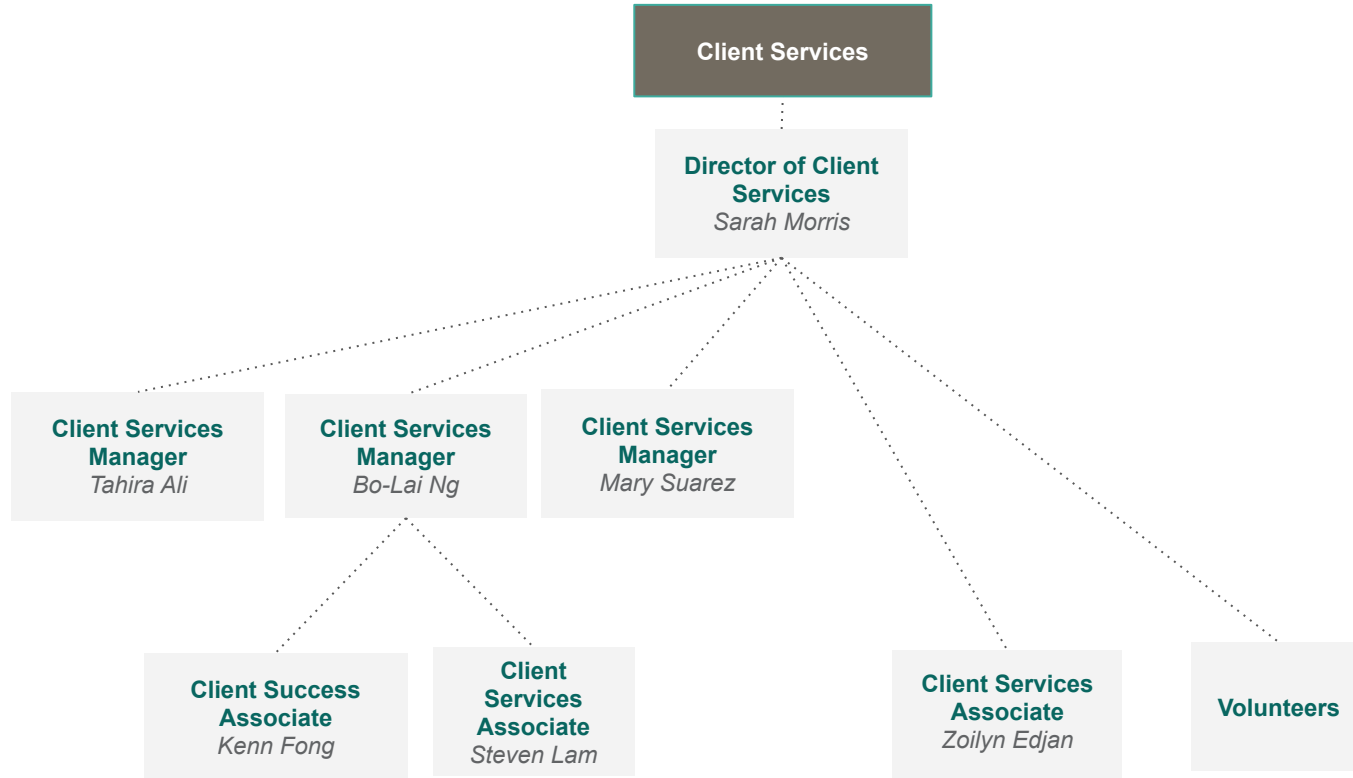 Client Services
Director of Client
Services
Sarah Morris
Client Services
Manager
Tahira Ali
Client Services
Manager
Bo-Lai Ng
Client Services
Manager
Mary Suarez
Client Success
Associate
Kenn Fong
Client
Services
Associate
Steven Lam
Client Services
Associate
Zoilyn Edjan
Volunteers